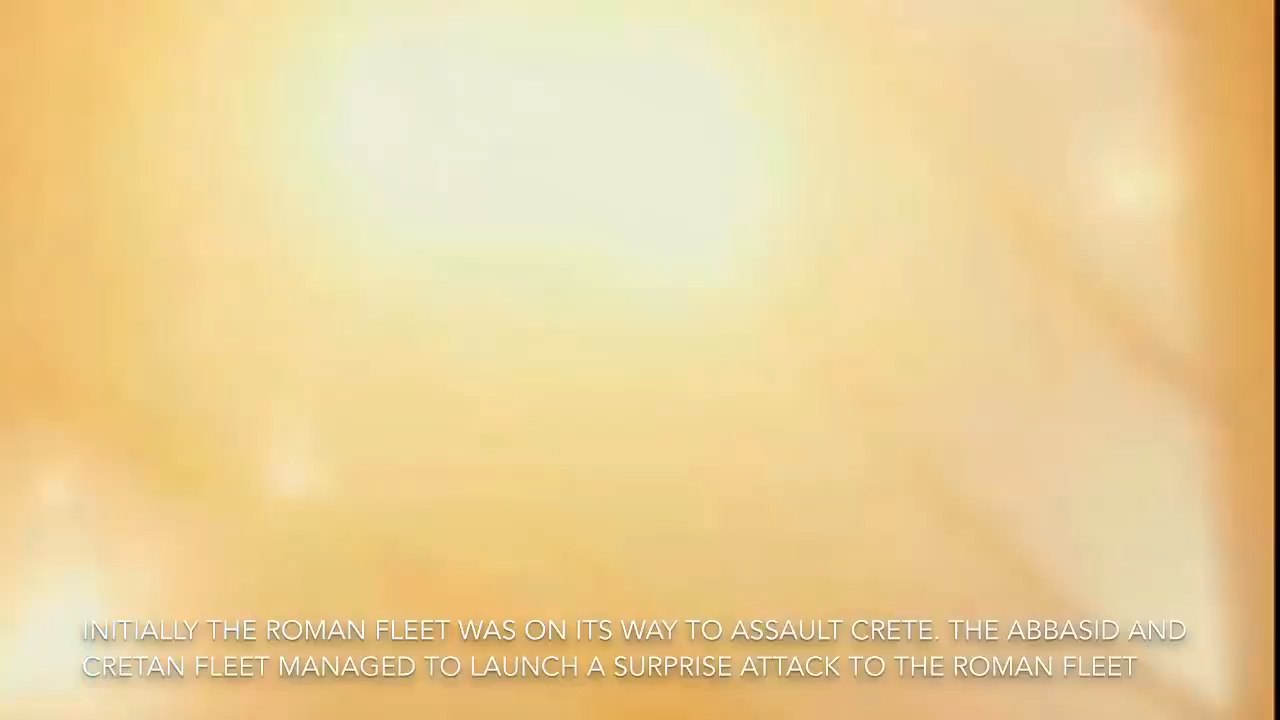 INITIALLY THE ROMAN FLEET WAS ON ITS WAY TO ASSAULT CRETE. THE ABBASID AND
CRETAN FLEET MANAGED TO LAUNCH A SURPRISE ATTACK TO THE ROMAN FLEET